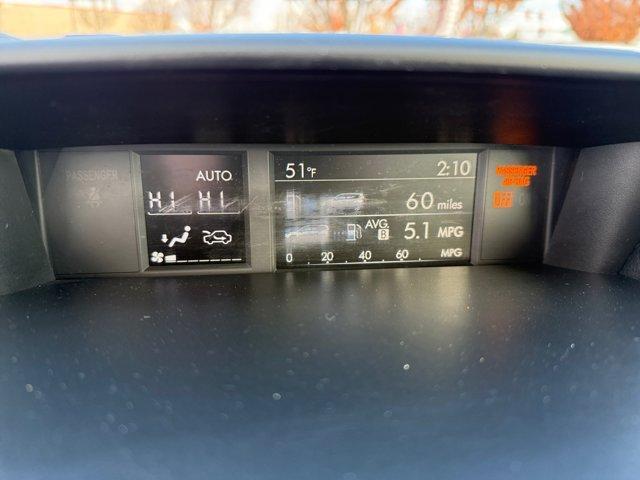 PASSENGER
AUTO
HI HI
51°F 2:10
60 miles
AVG.
B 5.1 MPG
0 20 40 60 MPG
PASSENGER
AIRBAG
OFF